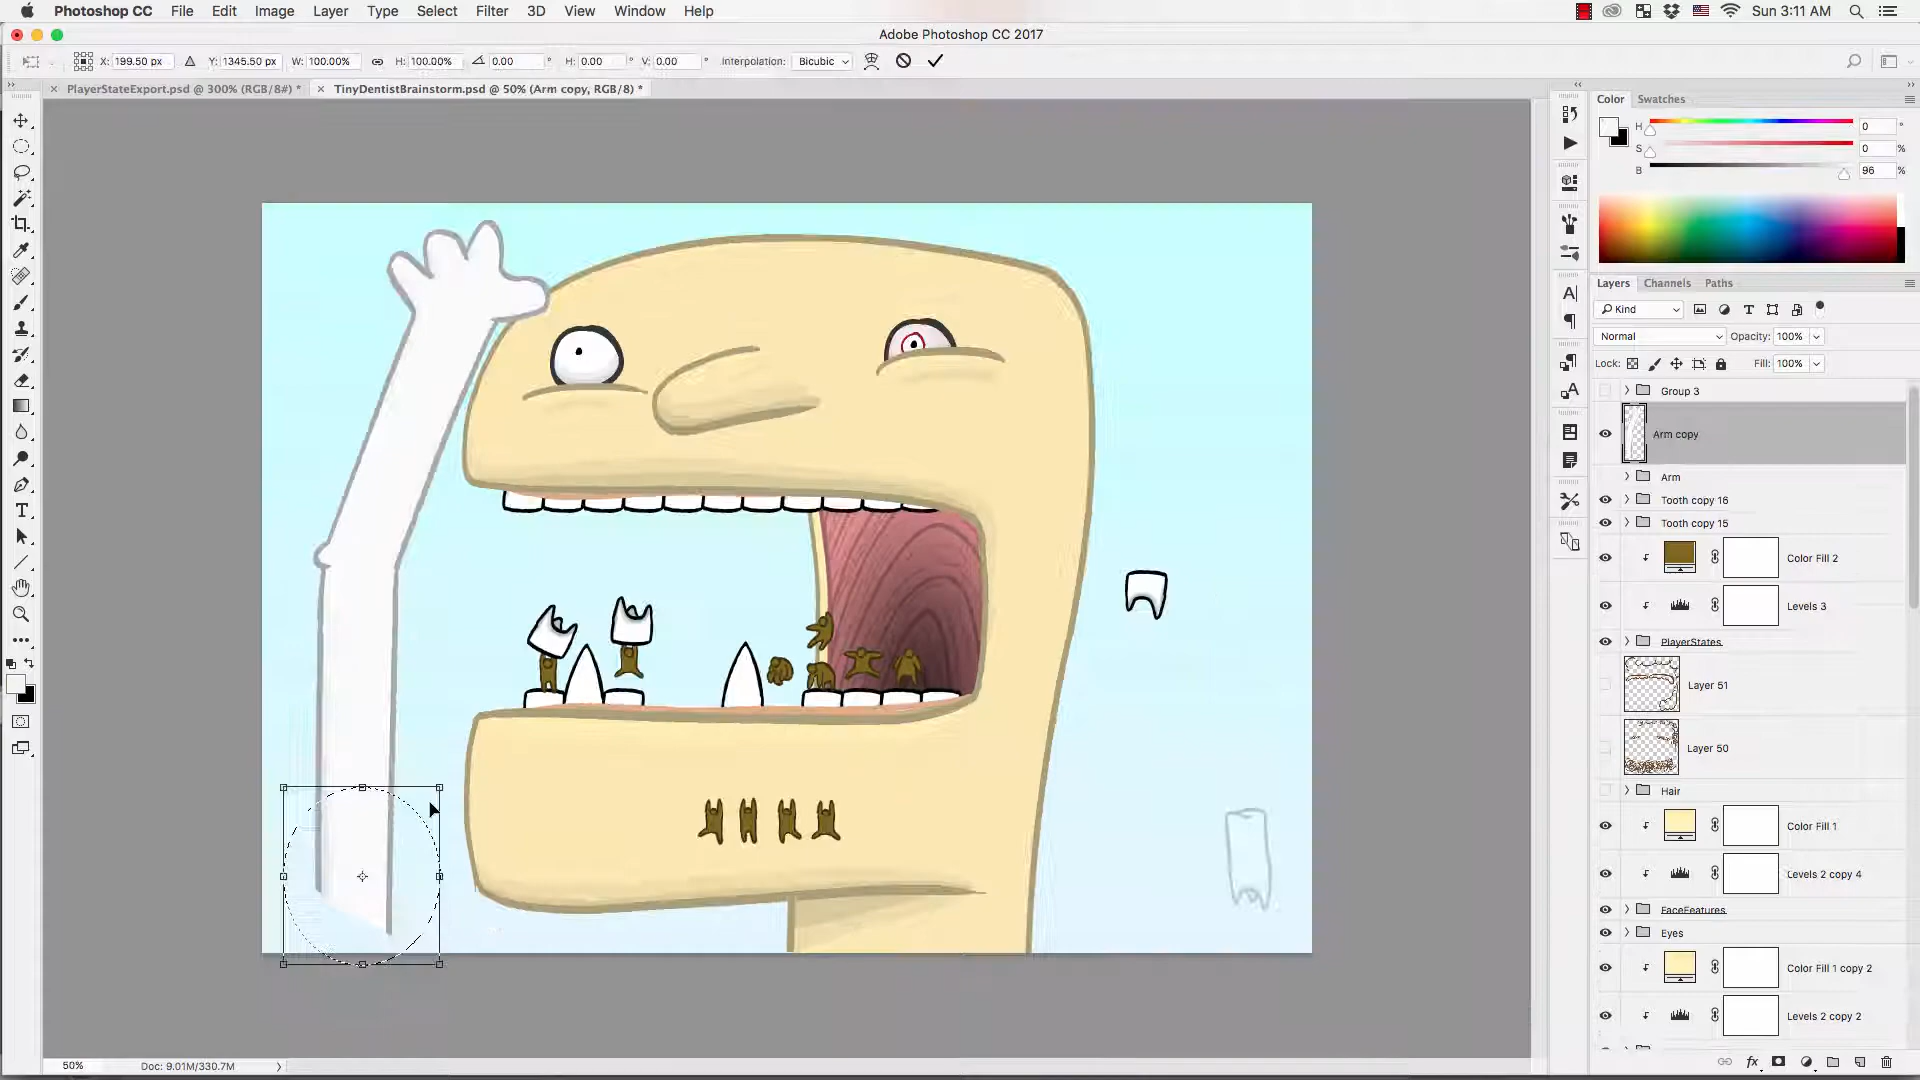 Photoshop CC File Edit Image Layer Type Select Filter 3D View Window Help Sun 3:11 AM
Adobe Photoshop CC 2017
X: 199.50 px Y: 1345.50 px W: 100.00% H: 100.00% 0.00 ° H: 0.00 ° V: 0.00 ° Interpolation: Bicubic
PlayerStateExport.psd @ 300% (RGB/8#) * TinyDentistBrainstorm.psd @ 50% (Arm copy, RGB/8) *
Color Swatches
H 0 °
S 0 %
B 96 %
Layers Channels Paths
Kind
Normal Opacity: 100%
Lock: Fill: 100%
Group 3
Arm copy
Arm
Tooth copy 16
Tooth copy 15
Color Fill 2
Levels 3
PlayerStates
Layer 51
Layer 50
Hair
Color Fill 1
Levels 2 copy 4
FaceFeatures
Eyes
Color Fill 1 copy 2
Levels 2 copy 2
fx
50% Doc: 9.01M/330.7M